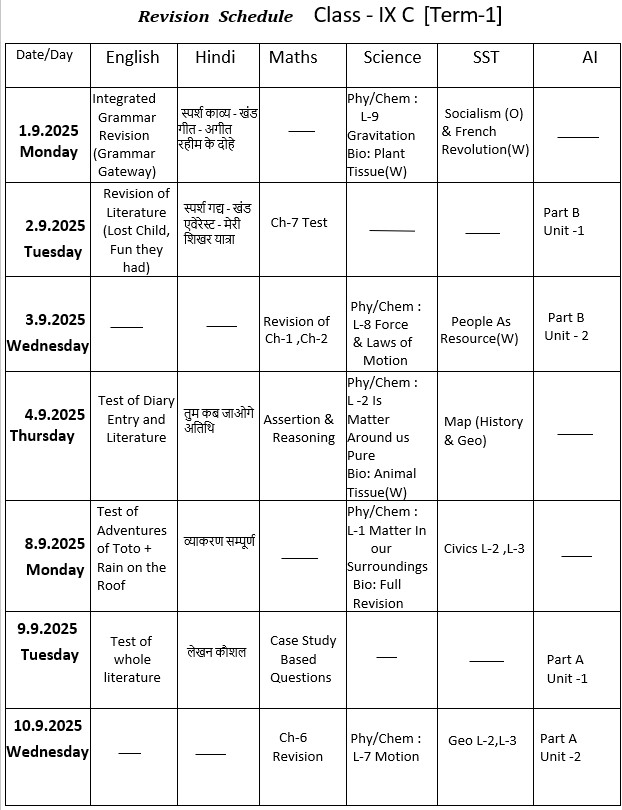 Revision Schedule Class - IX C [Term-1]
Date/Day English Hindi Maths Science SST AI
1.9.2025
Monday
Integrated
Grammar
Revision
(Grammar
Gateway)
स्पर्श काव्य - खंड
गीत - अगीत
रहीम के दोहे
Phy/Chem :
L-9
Gravitation
Bio: Plant
Tissue(W)
Socialism (O)
& French
Revolution(W)
2.9.2025
Tuesday
Revision of
Literature
(Lost Child,
Fun they
had)
स्पर्श गद्य - खंड
एवेरेस्ट - मेरी
शिखर यात्रा
Ch-7 Test
Part B
Unit -1
3.9.2025
Wednesday
Revision of
Ch-1 ,Ch-2
Phy/Chem :
L-8 Force
& Laws of
Motion
People As
Resource(W)
Part B
Unit - 2
4.9.2025
Thursday
Test of Diary
Entry and
Literature
तुम कब जाओगे
अतिथि
Assertion &
Reasoning
Phy/Chem :
L -2 Is
Matter
Around us
Pure
Bio: Animal
Tissue(W)
Map (History
& Geo)
8.9.2025
Monday
Test of
Adventures
of Toto +
Rain on the
Roof
व्याकरण सम्पूर्ण
Phy/Chem :
L-1 Matter In
our
Surroundings
Bio: Full
Revision
Civics L-2 ,L-3
9.9.2025
Tuesday
Test of
whole
literature
लेखन कौशल
Case Study
Based
Questions
Part A
Unit -1
10.9.2025
Wednesday
Ch-6
Revision
Phy/Chem :
L-7 Motion
Geo L-2,L-3
Part A
Unit -2